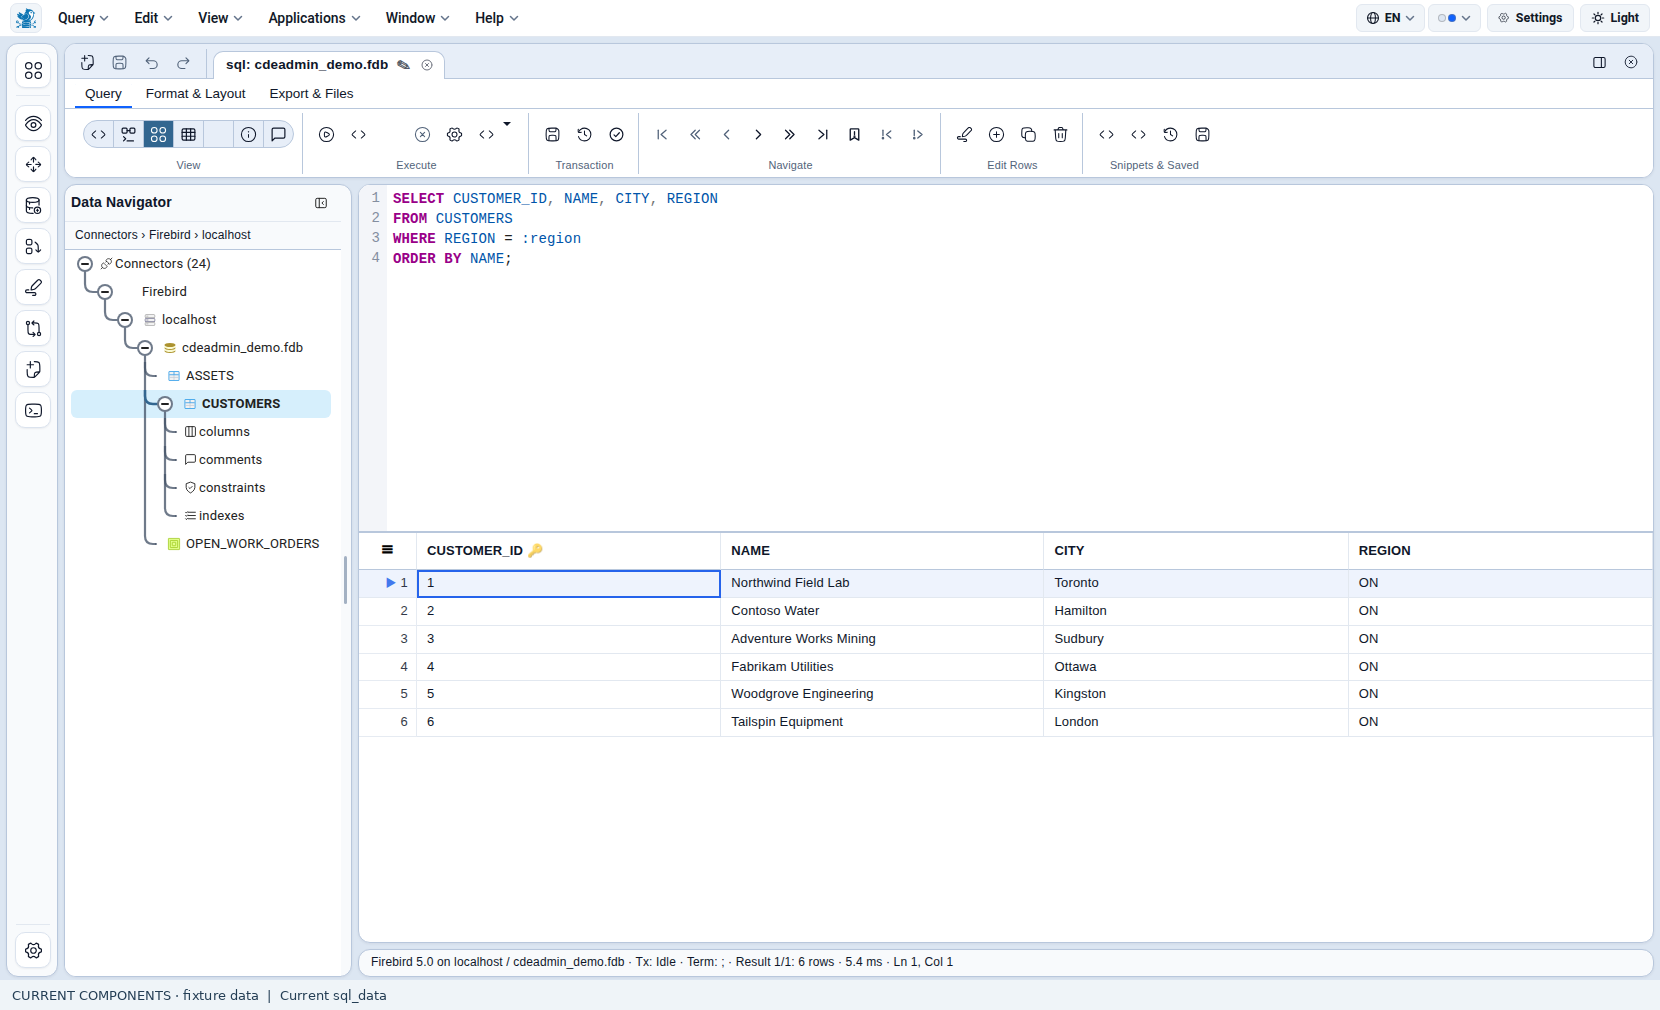 Query Edit View Applications Window Help EN Settings Light
sql: cdeadmin_demo.fdb
Query Format & Layout Export & Files
View Execute Transaction Navigate Edit Rows Snippets & Saved
Data Navigator
Connectors › Firebird › localhost
Connectors (24)
Firebird
localhost
cdeadmin_demo.fdb
ASSETS
CUSTOMERS
columns
comments
constraints
indexes
OPEN_WORK_ORDERS
1 SELECT CUSTOMER_ID, NAME, CITY, REGION
2 FROM CUSTOMERS
3 WHERE REGION = :region
4 ORDER BY NAME;
CUSTOMER_ID NAME CITY REGION
1 1 Northwind Field Lab Toronto ON
2 2 Contoso Water Hamilton ON
3 3 Adventure Works Mining Sudbury ON
4 4 Fabrikam Utilities Ottawa ON
5 5 Woodgrove Engineering Kingston ON
6 6 Tailspin Equipment London ON
Firebird 5.0 on localhost / cdeadmin_demo.fdb · Tx: Idle · Term: ; · Result 1/1: 6 rows · 5.4 ms · Ln 1, Col 1
CURRENT COMPONENTS · fixture data | Current sql_data